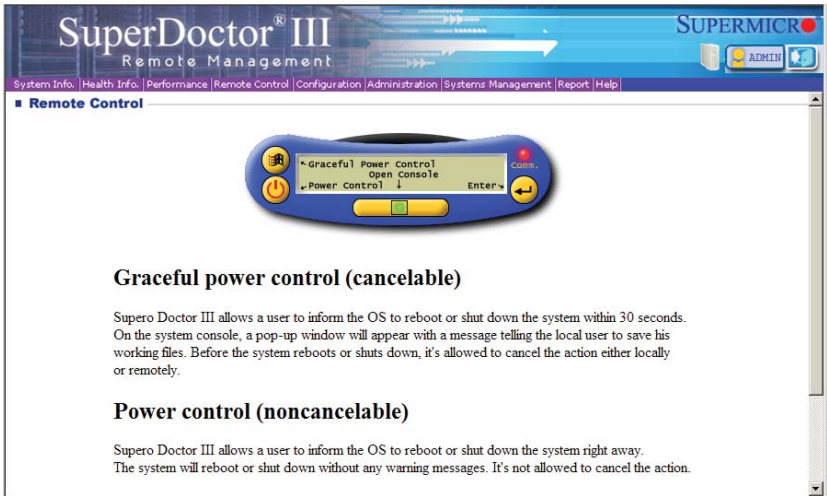 SuperDoctor® III
Remote Management
SUPERMICR
ADMIN
System Info. |Health Info. |Performance |Remote Control |Configuration |Administration |Systems Management |Report |Help|
Remote Control
Graceful Power Control
Open Console
Power Control ↓ Enter
Comm.
Graceful power control (cancelable)
Supero Doctor III allows a user to inform the OS to reboot or shut down the system within 30 seconds.
On the system console, a pop-up window will appear with a message telling the local user to save his
working files. Before the system reboots or shuts down, it's allowed to cancel the action either locally
or remotely.
Power control (noncancelable)
Supero Doctor III allows a user to inform the OS to reboot or shut down the system right away.
The system will reboot or shut down without any warning messages. It's not allowed to cancel the action.